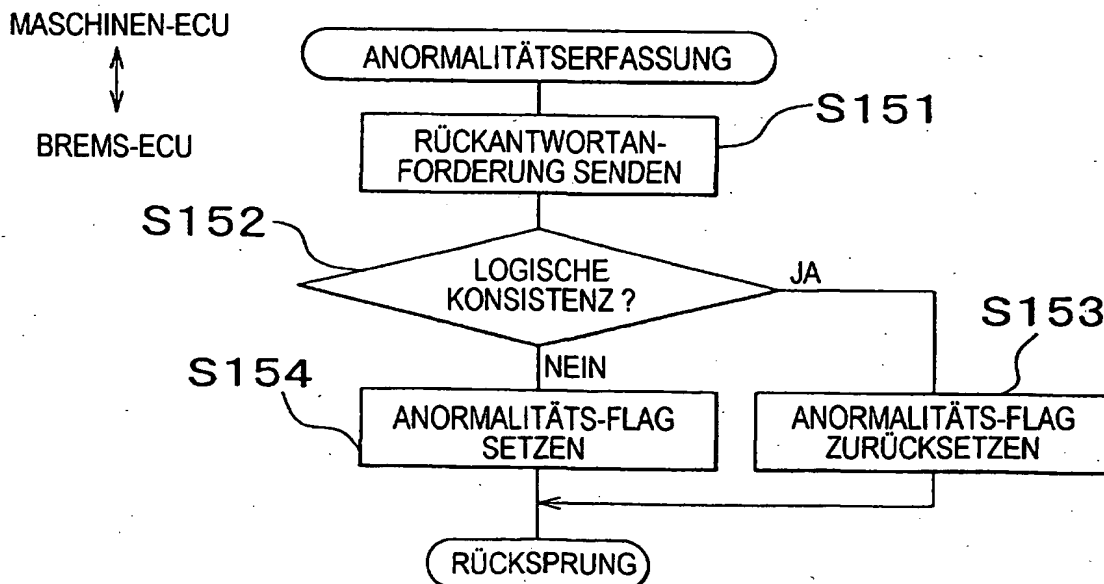 MASCHINEN-ECU
BREMS-ECU
ANORMALITÄTSERFASSUNG
S151
RÜCKANTWORTAN-
FORDERUNG SENDEN
S152
LOGISCHE
KONSISTENZ ?
JA
NEIN
S153
S154
ANORMALITÄTS-FLAG
SETZEN
ANORMALITÄTS-FLAG
ZURÜCKSETZEN
RÜCKSPRUNG